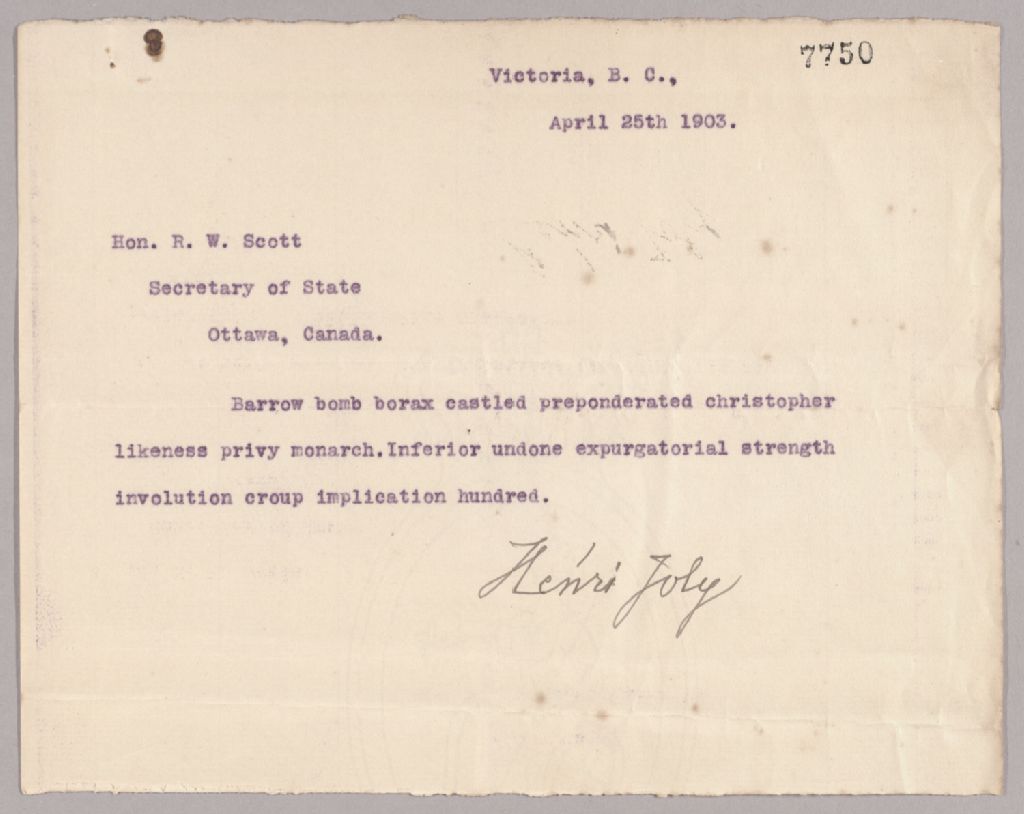 7750
Victoria, B. C.,
April 25th 1903.
Hon. R. W. Scott
Secretary of State
Ottawa, Canada.
Barrow bomb borax castled preponderated christopher
likeness privy monarch.Inferior undone expurgatorial strength
involution croup implication hundred.
Henri Joly